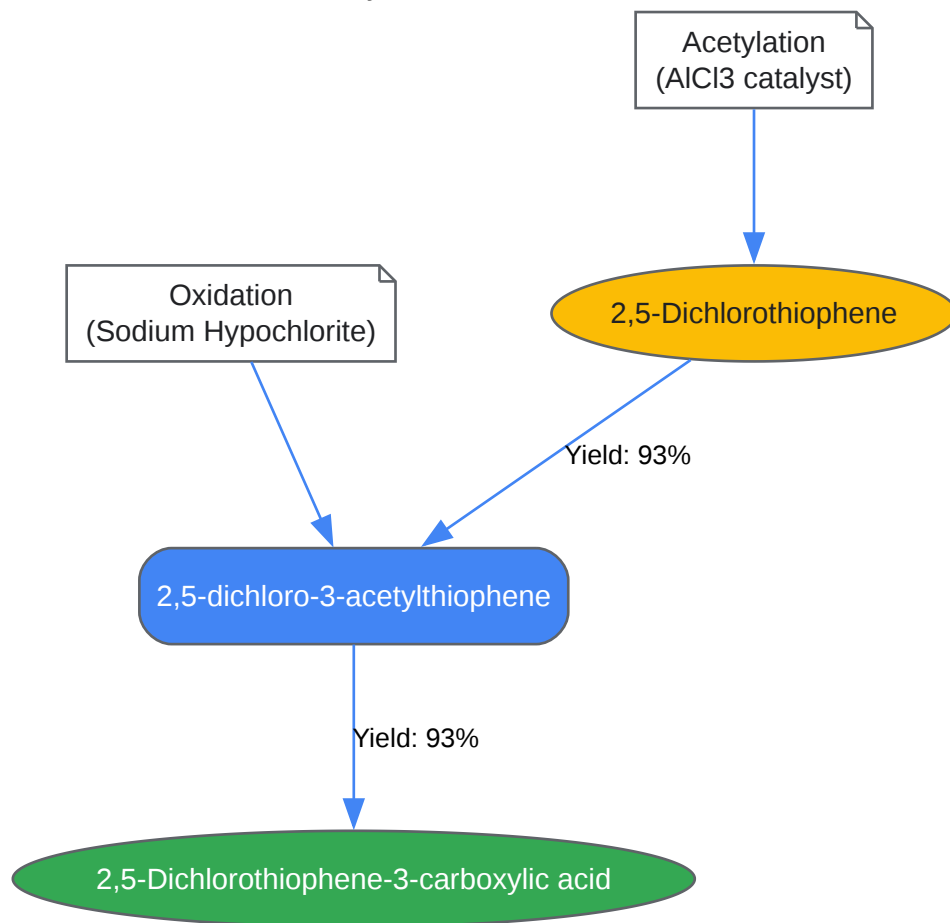 Acetylation
(AlCl3 catalyst)
Oxidation
(Sodium Hypochlorite)
2,5-Dichlorothiophene
Yield: 93%
2,5-dichloro-3-acetylthiophene
Yield: 93%
2,5-Dichlorothiophene-3-carboxylic acid